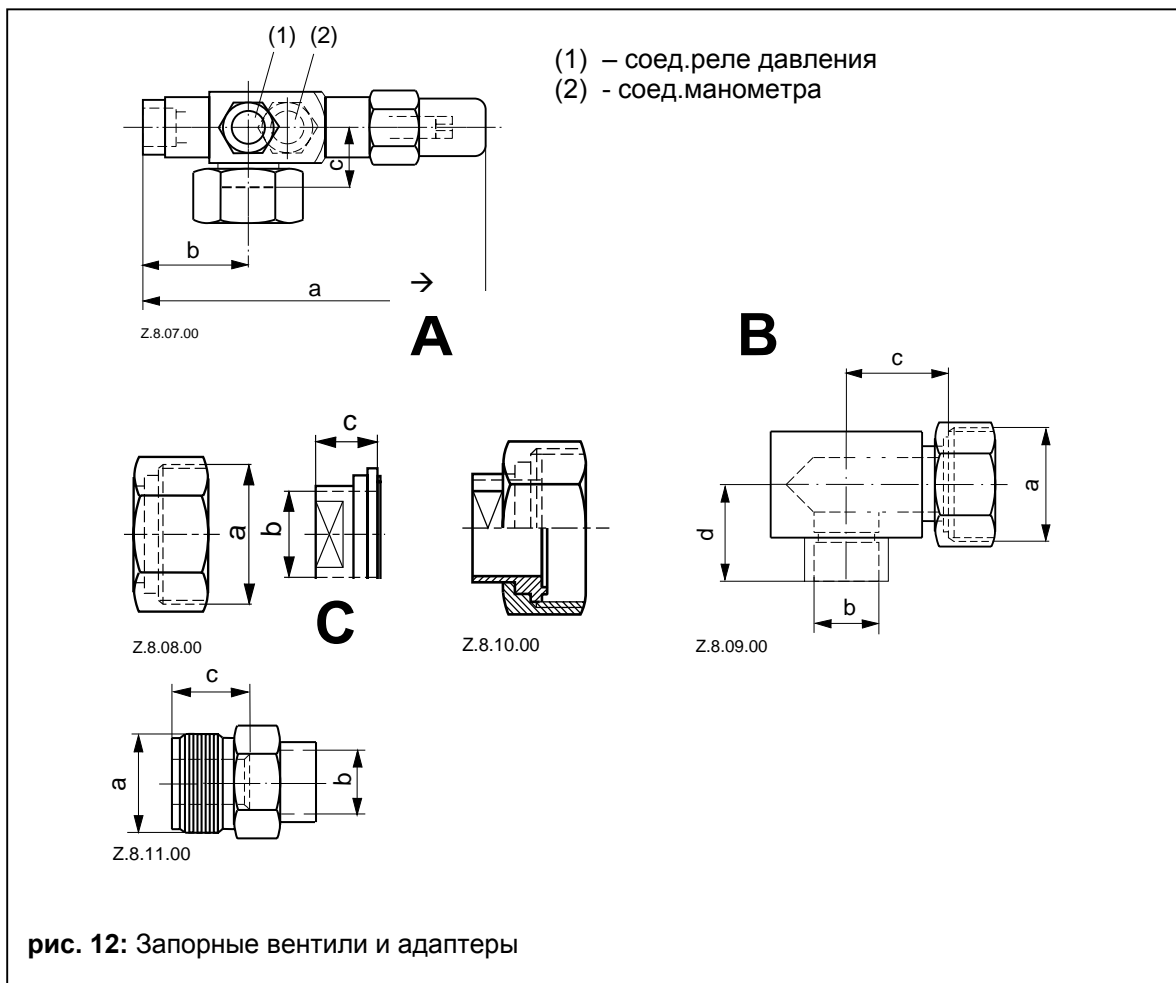 (1) (2)
(1) – соед.реле давления
(2) - соед.манометра
c
b
a
→
Z.8.07.00
A
B
c
a
d
b
Z.8.09.00
c
a
b
C
Z.8.08.00
Z.8.10.00
c
a
b
Z.8.11.00
рис. 12: Запорные вентили и адаптеры